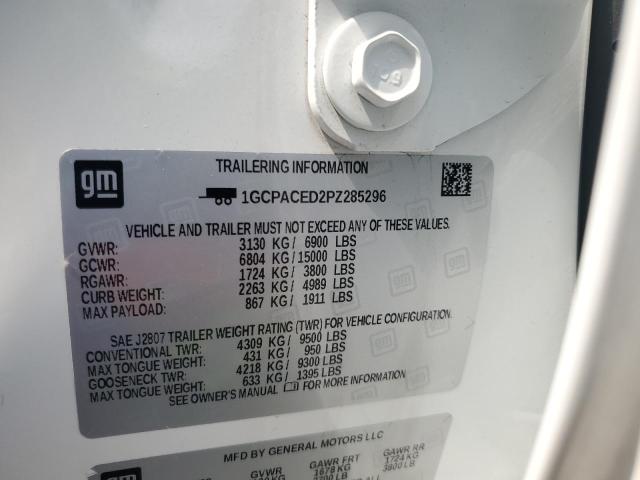 J9
gm
TRAILERING INFORMATION
1GCPACED2PZ285296
VEHICLE AND TRAILER MUST NOT EXCEED ANY OF THESE VALUES.
GVWR: 3130 KG/ 6900 LBS
GCWR: 6804 KG/15000 LBS
RGAWR: 1724 KG/ 3800 LBS
CURB WEIGHT: 2263 KG/ 4989 LBS
MAX PAYLOAD: 867 KG/ 1911 LBS
SAE J2807 TRAILER WEIGHT RATING (TWR) FOR VEHICLE CONFIGURATION.
CONVENTIONAL TWR: 4309 KG/ 9500 LBS
MAX TONGUE WEIGHT: 431 KG/ 950 LBS
GOOSENECK TWR: 4218 KG/ 9300 LBS
MAX TONGUE WEIGHT: 633 KG/ 1395 LBS
SEE OWNER'S MANUAL FOR MORE INFORMATION
MFD BY GENERAL MOTORS LLC
GVWR GAWR FRT GAWR RR
1678 KG 1724 KG
3800 LB